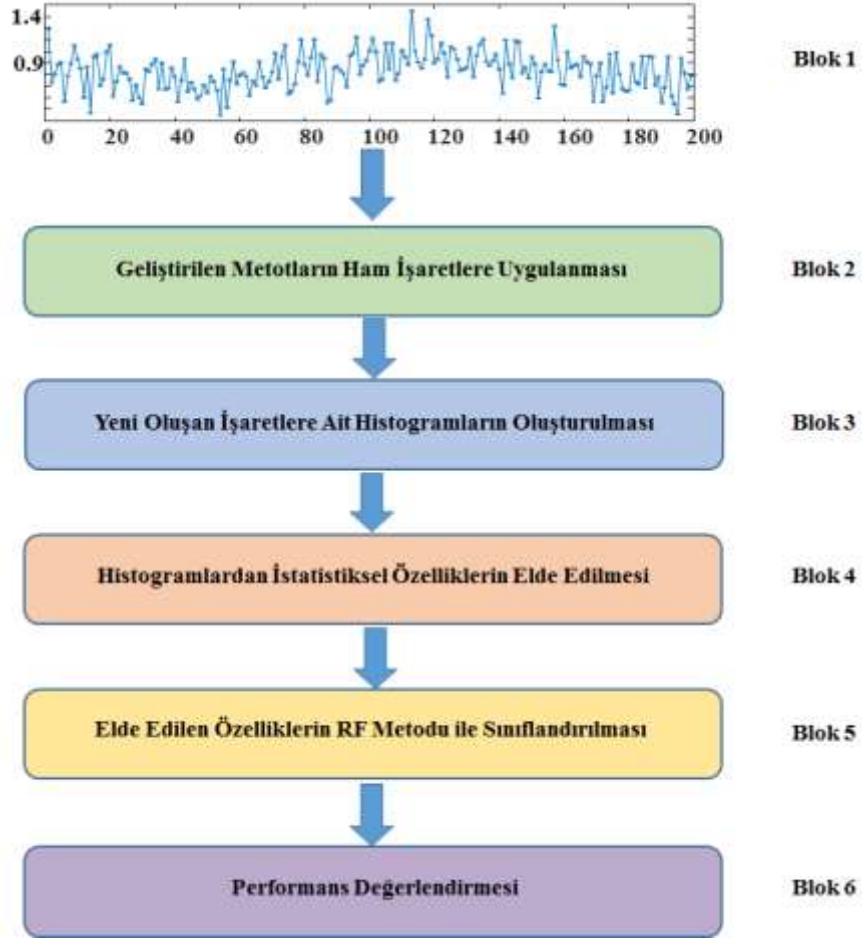 1.4
0.9
Blok 1
0 20 40 60 80 100 120 140 160 180 200
Geliştirilen Metotların Ham İşaretlere Uygulanması
Blok 2
Yeni Oluşan İşaretlere Ait Histogramların Oluşturulması
Blok 3
Histogramlardan İstatistiksel Özelliklerin Elde Edilmesi
Blok 4
Elde Edilen Özelliklerin RF Metodu ile Sınıflandırılması
Blok 5
Performans Değerlendirmesi
Blok 6